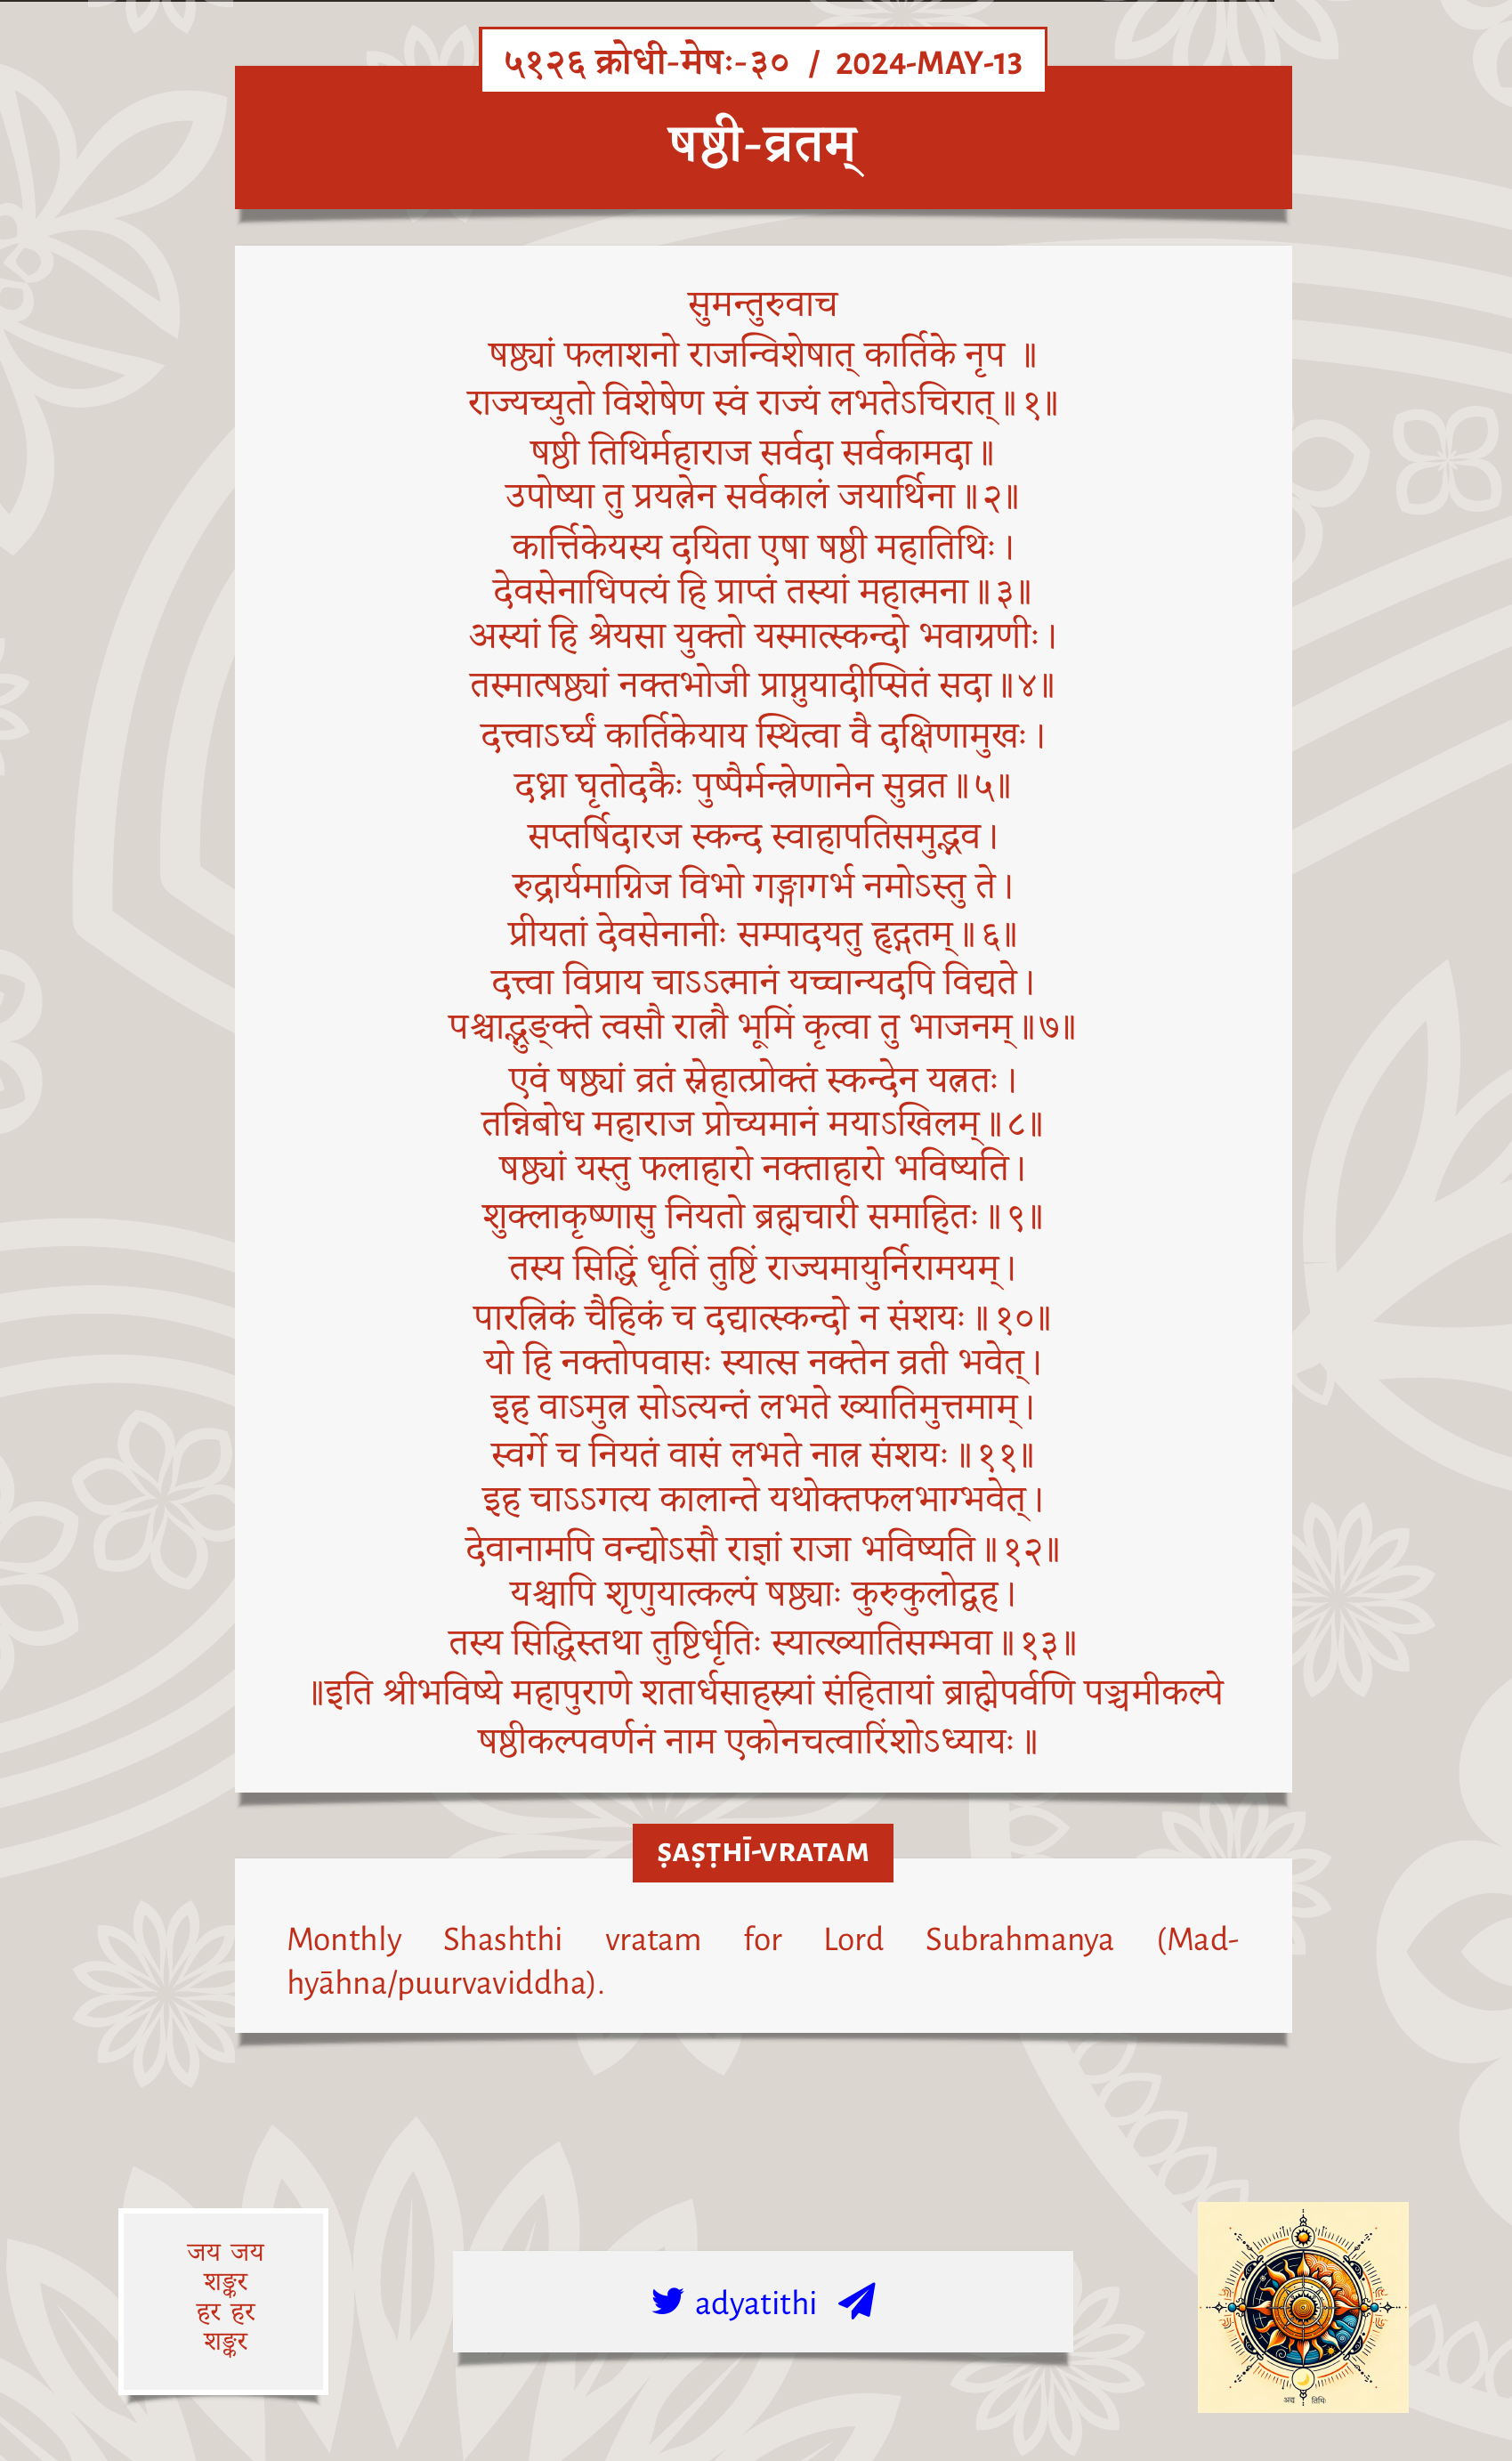 ५१२६ क्रोधी-मेषः-३० / 2024-MAY-13
षष्ठी-व्रतम्
सुमन्तुरुवाच
षष्ठ्यां फलाशनो राजन्विशेषात् कार्तिके नृप ॥
राज्यच्युतो विशेषेण स्वं राज्यं लभतेऽचिरात्॥१॥
षष्ठी तिथिर्महाराज सर्वदा सर्वकामदा॥
उपोष्या तु प्रयत्नेन सर्वकालं जयार्थिना॥२॥
कार्त्तिकेयस्य दयिता एषा षष्ठी महातिथिः।
देवसेनाधिपत्यं हि प्राप्तं तस्यां महात्मना॥३॥
अस्यां हि श्रेयसा युक्तो यस्मात्स्कन्दो भवाग्रणीः।
तस्मात्षष्ठ्यां नक्तभोजी प्राप्नुयादीप्सितं सदा॥४॥
दत्त्वाऽर्घ्यं कार्तिकेयाय स्थित्वा वै दक्षिणामुखः।
दध्ना घृतोदकैः पुष्पैर्मन्त्रेणानेन सुव्रत॥५॥
सप्तर्षिदारज स्कन्द स्वाहापतिसमुद्भव।
रुद्रार्यमाग्निज विभो गङ्गागर्भ नमोऽस्तु ते।
प्रीयतां देवसेनानीः सम्पादयतु हृद्गतम्॥६॥
दत्त्वा विप्राय चाऽऽत्मानं यच्चान्यदपि विद्यते।
पश्चाद्भुङ्क्ते त्वसौ रात्रौ भूमिं कृत्वा तु भाजनम्॥७॥
एवं षष्ठ्यां व्रतं स्नेहात्प्रोक्तं स्कन्देन यत्नतः।
तन्निबोध महाराज प्रोच्यमानं मयाऽखिलम्॥८॥
षष्ठ्यां यस्तु फलाहारो नक्ताहारो भविष्यति।
शुक्लाकृष्णासु नियतो ब्रह्मचारी समाहितः॥९॥
तस्य सिद्धिं धृतिं तुष्टिं राज्यमायुर्निरामयम्।
पारत्रिकं चैहिकं च दद्यात्स्कन्दो न संशयः॥१०॥
यो हि नक्तोपवासः स्यात्स नक्तेन व्रती भवेत्।
इह वाऽमुत्र सोऽत्यन्तं लभते ख्यातिमुत्तमाम्।
स्वर्गे च नियतं वासं लभते नात्र संशयः॥११॥
इह चाऽऽगत्य कालान्ते यथोक्तफलभाग्भवेत्।
देवानामपि वन्द्योऽसौ राज्ञां राजा भविष्यति॥१२॥
यश्चापि शृणुयात्कल्पं षष्ठ्याः कुरुकुलोद्वह।
तस्य सिद्धिस्तथा तुष्टिर्धृतिः स्यात्ख्यातिसम्भवा॥१३॥
॥इति श्रीभविष्ये महापुराणे शतार्धसाहस्र्यां संहितायां ब्राह्मेपर्वणि पञ्चमीकल्पे
षष्ठीकल्पवर्णनं नाम एकोनचत्वारिंशोऽध्यायः॥
ṢAṢṬHĪ-VRATAM
Monthly Shashthi vratam for Lord Subrahmanya (Mad-
hyāhna/puurvaviddha).
जय जय
शङ्कर
हर हर
शङ्कर
adyatithi
अद्य तिथिः